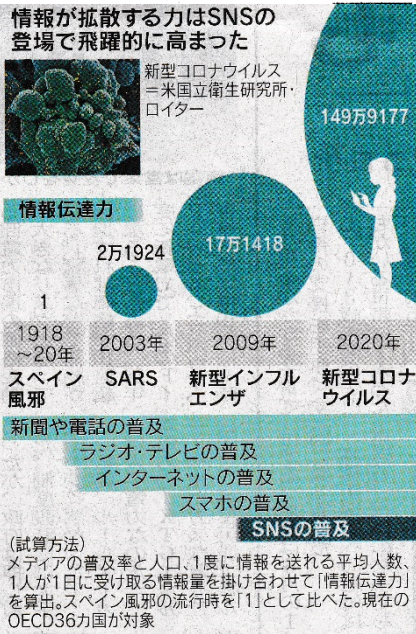 情報が拡散する力はSNSの
登場で飛躍的に高まった
新型コロナウイルス
=米国立衛生研究所・
ロイター
149万9177
情報伝達力
17万1418
2万1924
1
1918
~20年
2003年
2009年
2020年
スペイン
風邪
SARS
新型インフル
エンザ
新型コロナ
ウイルス
新聞や電話の普及
ラジオ・テレビの普及
インターネットの普及
スマホの普及
SNSの普及
(試算方法)
メディアの普及率と人口、1度に情報を送れる平均人数、
1人が1日に受け取る情報量を掛け合わせて「情報伝達力」
を算出。スペイン風邪の流行時を「1」として比べた。現在の
OECD36カ国が対象